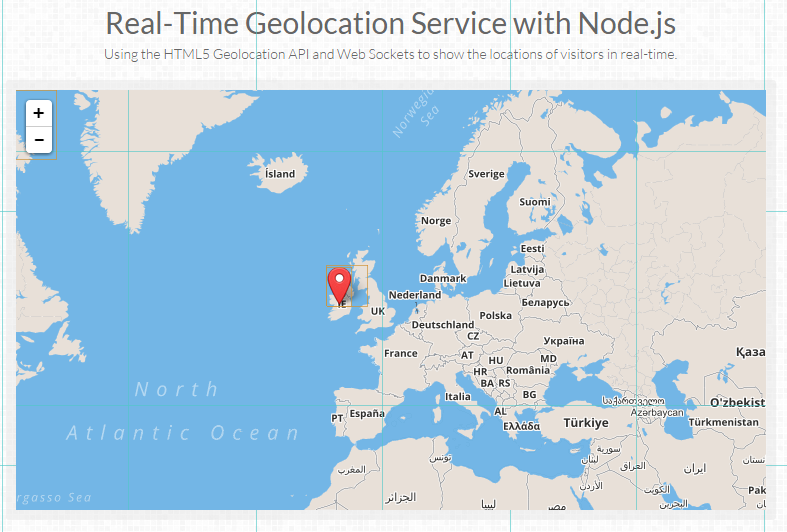 Real-Time Geolocation Service with Node.js
Using the HTML5 Geolocation API and Web Sockets to show the locations of visitors in real-time.
+
−
Norwegian
Sea
Ísland
Sverige
Suomi
Norge
Eesti
Latvija
Lietuva
Danmark
Nederland
IE
UK
Беларусь
Polska
Deutschland
CZ
Україна
France
AT
HU
MD
HR
România
BA
RS
BG
Қаза
North
Atlantic Ocean
Italia
AL
PT
España
Ελλάδα
Türkiye
საქართველო
Azərbaycan
O'zbekist
Türkmenistan
المغرب
تونس
الجزائر
ليبيا
مصر
سورية
لبنان
الأردن
العراق
الكويت
ایران
البحرين
Pak
rgasso Sea